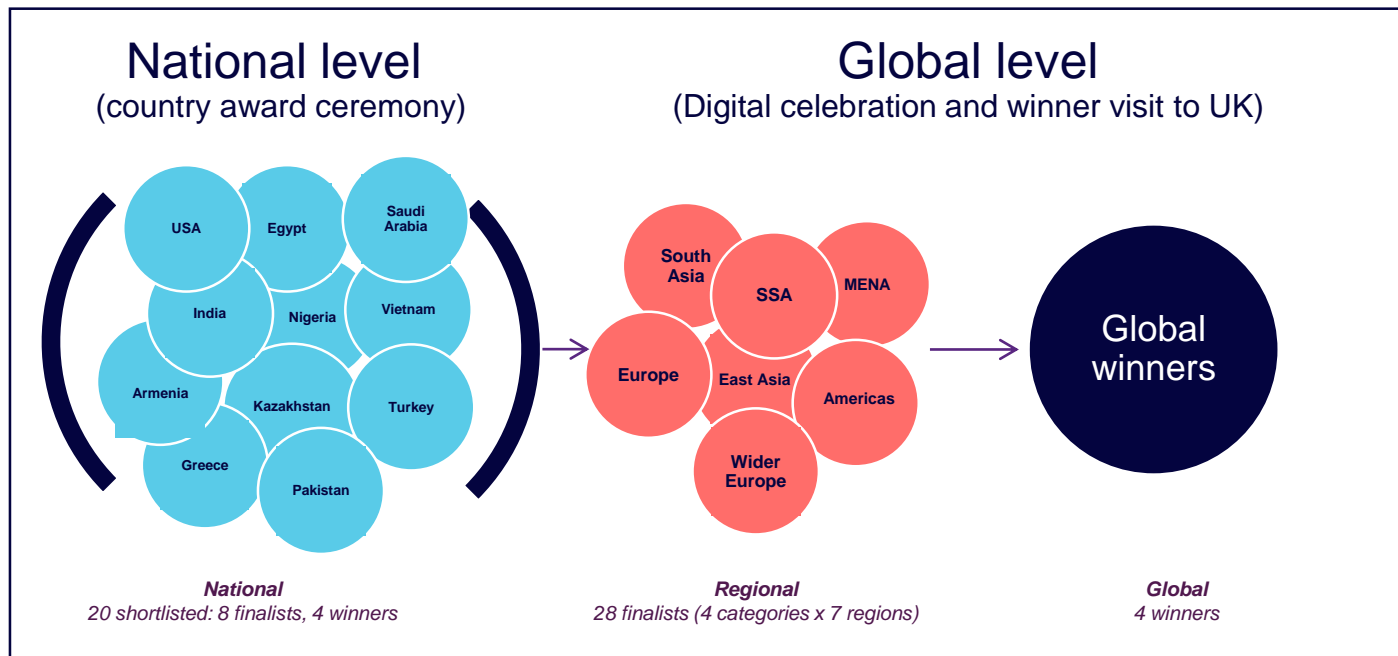 National level
(country award ceremony)
Global level
(Digital celebration and winner visit to UK)
USA
Egypt
Saudi
Arabia
India
Nigeria
Vietnam
Armenia
Kazakhstan
Turkey
Greece
Pakistan
South
Asia
SSA
MENA
Europe
East Asia
Americas
Wider
Europe
Global
winners
National
20 shortlisted: 8 finalists, 4 winners
Regional
28 finalists (4 categories x 7 regions)
Global
4 winners